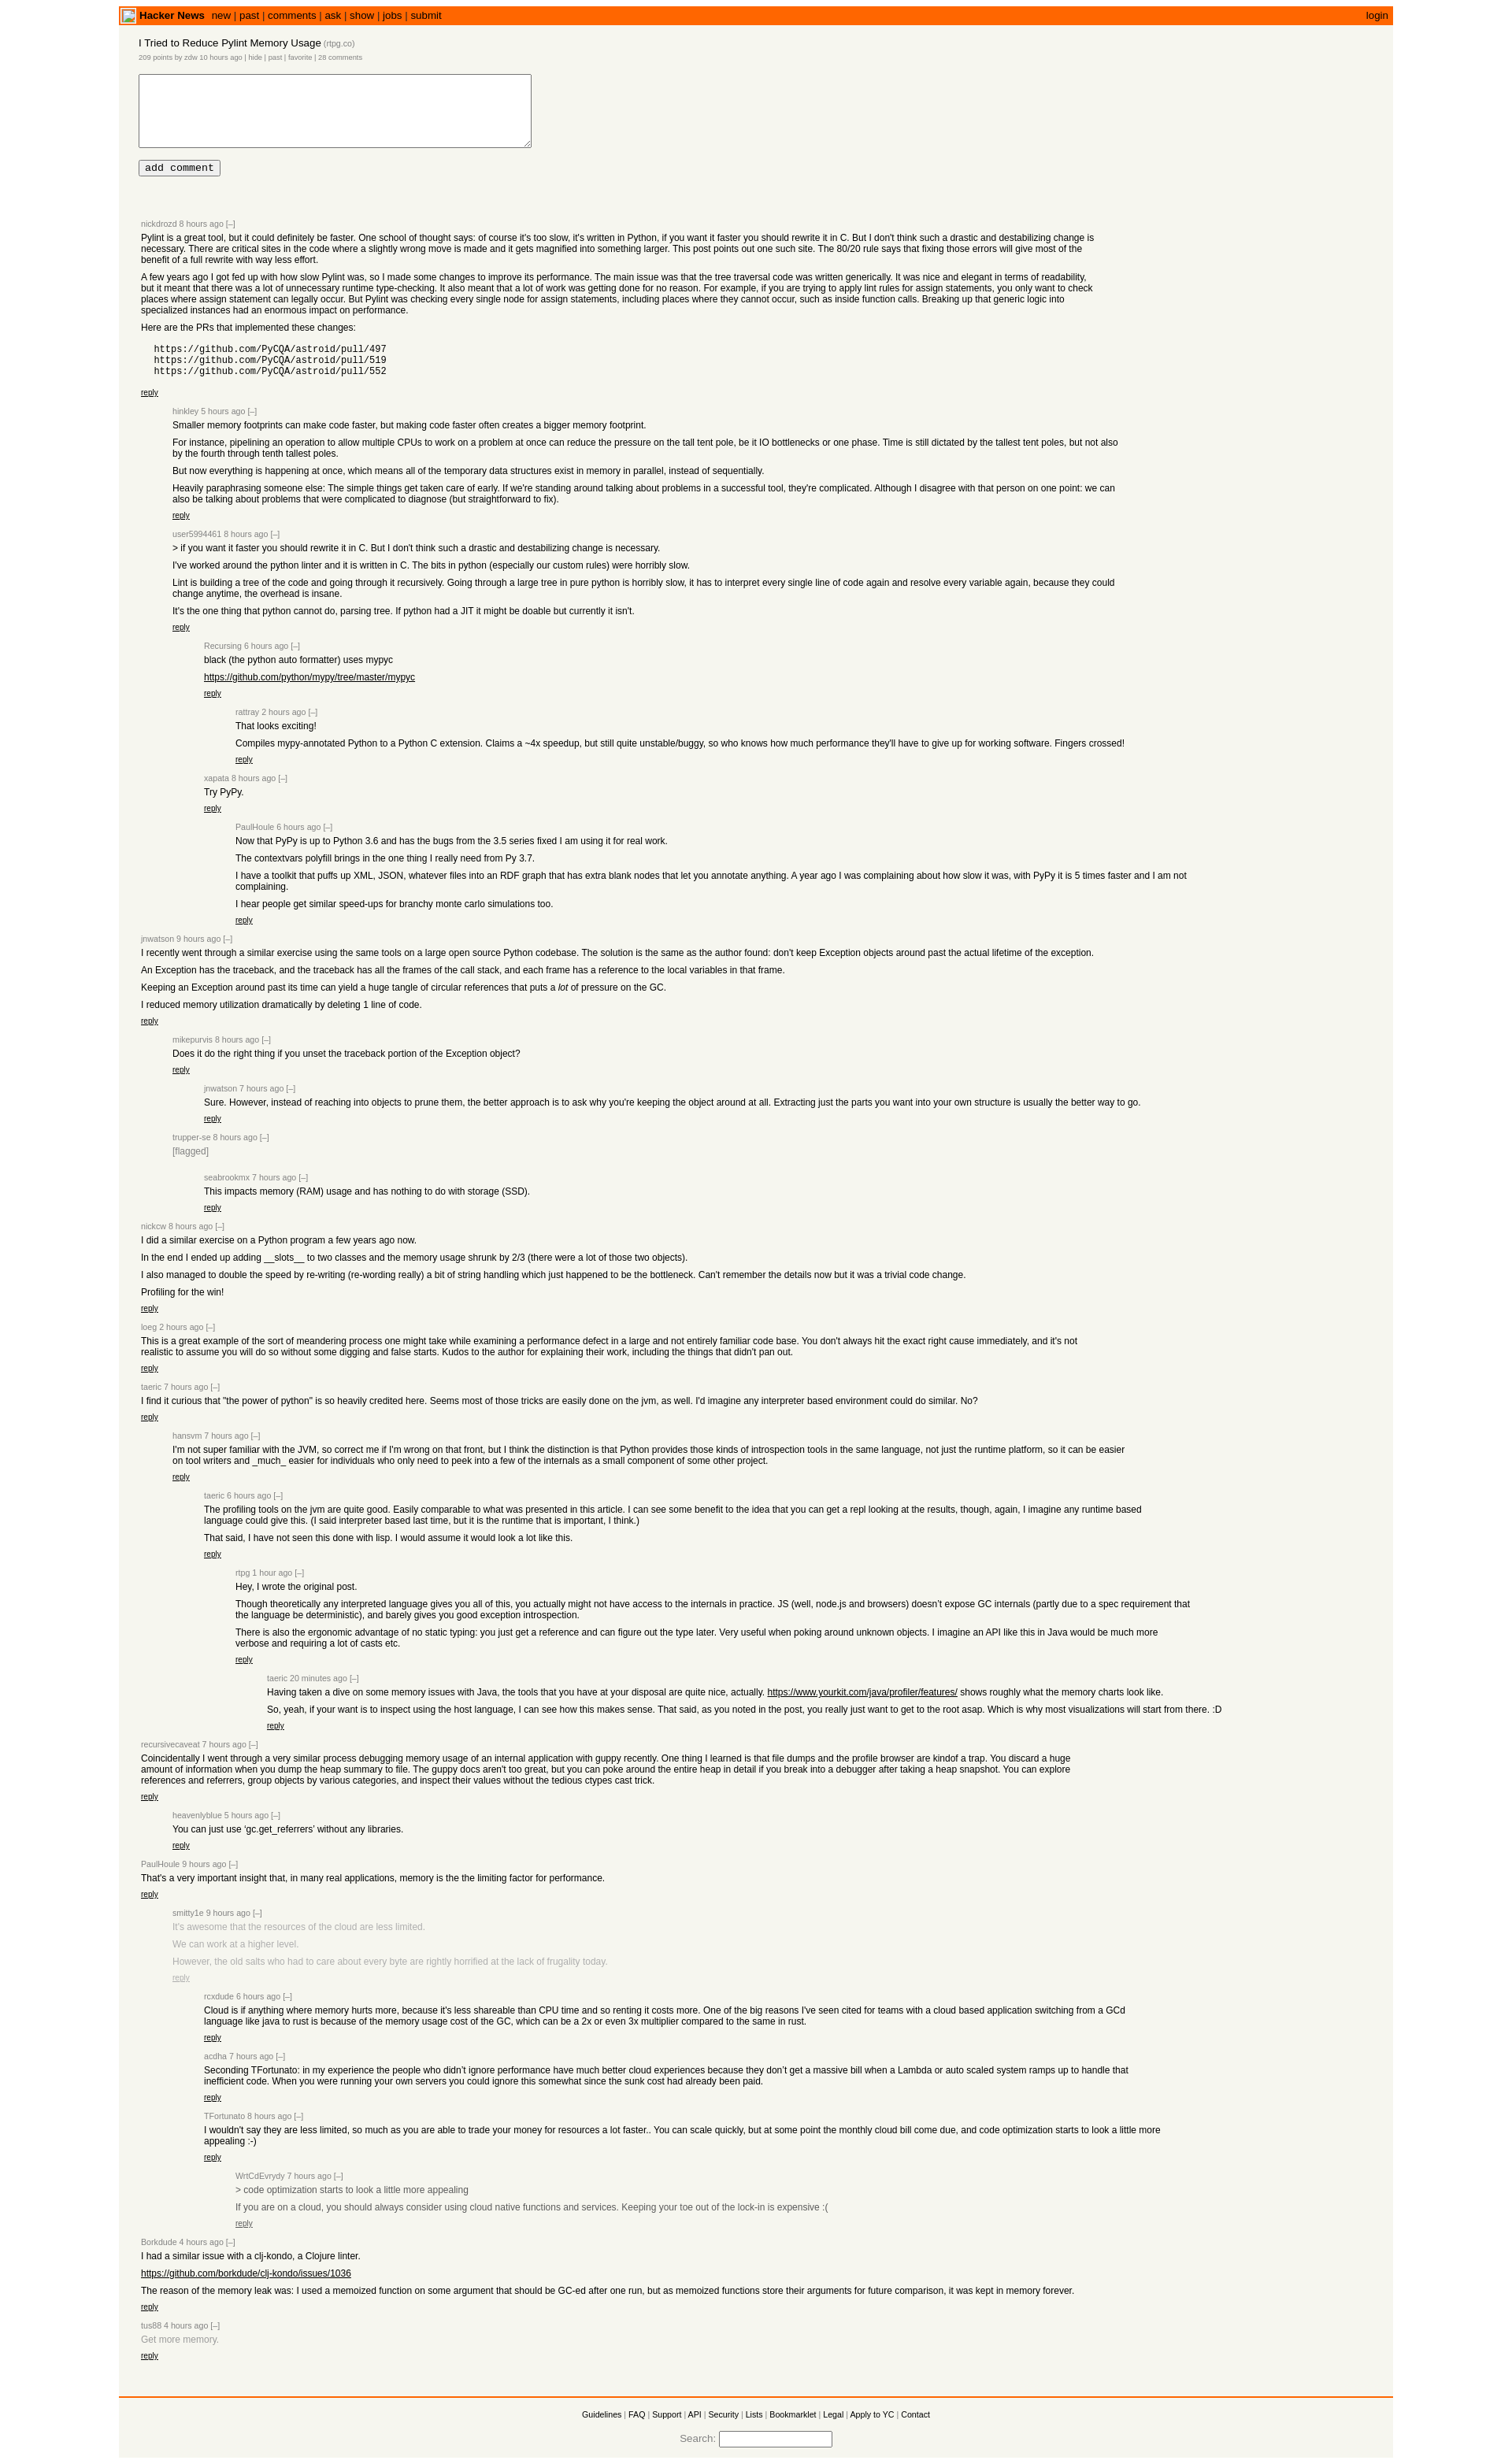 Hacker News new | past | comments | ask | show | jobs | submit login
I Tried to Reduce Pylint Memory Usage (rtpg.co)
209 points by zdw 10 hours ago | hide | past | favorite | 28 comments
add comment
nickdrozd 8 hours ago [–]
Pylint is a great tool, but it could definitely be faster. One school of thought says: of course it's too slow, it's written in Python, if you want it faster you should rewrite it in C. But I don't think such a drastic and destabilizing change is
necessary. There are critical sites in the code where a slightly wrong move is made and it gets magnified into something larger. This post points out one such site. The 80/20 rule says that fixing those errors will give most of the
benefit of a full rewrite with way less effort.
A few years ago I got fed up with how slow Pylint was, so I made some changes to improve its performance. The main issue was that the tree traversal code was written generically. It was nice and elegant in terms of readability,
but it meant that there was a lot of unnecessary runtime type-checking. It also meant that a lot of work was getting done for no reason. For example, if you are trying to apply lint rules for assign statements, you only want to check
places where assign statement can legally occur. But Pylint was checking every single node for assign statements, including places where they cannot occur, such as inside function calls. Breaking up that generic logic into
specialized instances had an enormous impact on performance.
Here are the PRs that implemented these changes:
https://github.com/PyCQA/astroid/pull/497
https://github.com/PyCQA/astroid/pull/519
https://github.com/PyCQA/astroid/pull/552
reply
hinkley 5 hours ago [–]
Smaller memory footprints can make code faster, but making code faster often creates a bigger memory footprint.
For instance, pipelining an operation to allow multiple CPUs to work on a problem at once can reduce the pressure on the tall tent pole, be it IO bottlenecks or one phase. Time is still dictated by the tallest tent poles, but not also
by the fourth through tenth tallest poles.
But now everything is happening at once, which means all of the temporary data structures exist in memory in parallel, instead of sequentially.
Heavily paraphrasing someone else: The simple things get taken care of early. If we're standing around talking about problems in a successful tool, they're complicated. Although I disagree with that person on one point: we can
also be talking about problems that were complicated to diagnose (but straightforward to fix).
reply
user5994461 8 hours ago [–]
> if you want it faster you should rewrite it in C. But I don't think such a drastic and destabilizing change is necessary.
I've worked around the python linter and it is written in C. The bits in python (especially our custom rules) were horribly slow.
Lint is building a tree of the code and going through it recursively. Going through a large tree in pure python is horribly slow, it has to interpret every single line of code again and resolve every variable again, because they could
change anytime, the overhead is insane.
It's the one thing that python cannot do, parsing tree. If python had a JIT it might be doable but currently it isn't.
reply
Recursing 6 hours ago [–]
black (the python auto formatter) uses mypyc
https://github.com/python/mypy/tree/master/mypyc
reply
rattray 2 hours ago [–]
That looks exciting!
Compiles mypy-annotated Python to a Python C extension. Claims a ~4x speedup, but still quite unstable/buggy, so who knows how much performance they'll have to give up for working software. Fingers crossed!
reply
xapata 8 hours ago [–]
Try PyPy.
reply
PaulHoule 6 hours ago [–]
Now that PyPy is up to Python 3.6 and has the bugs from the 3.5 series fixed I am using it for real work.
The contextvars polyfill brings in the one thing I really need from Py 3.7.
I have a toolkit that puffs up XML, JSON, whatever files into an RDF graph that has extra blank nodes that let you annotate anything. A year ago I was complaining about how slow it was, with PyPy it is 5 times faster and I am not
complaining.
I hear people get similar speed-ups for branchy monte carlo simulations too.
reply
jnwatson 9 hours ago [–]
I recently went through a similar exercise using the same tools on a large open source Python codebase. The solution is the same as the author found: don't keep Exception objects around past the actual lifetime of the exception.
An Exception has the traceback, and the traceback has all the frames of the call stack, and each frame has a reference to the local variables in that frame.
Keeping an Exception around past its time can yield a huge tangle of circular references that puts a lot of pressure on the GC.
I reduced memory utilization dramatically by deleting 1 line of code.
reply
mikepurvis 8 hours ago [–]
Does it do the right thing if you unset the traceback portion of the Exception object?
reply
jnwatson 7 hours ago [–]
Sure. However, instead of reaching into objects to prune them, the better approach is to ask why you're keeping the object around at all. Extracting just the parts you want into your own structure is usually the better way to go.
reply
trupper-se 8 hours ago [–]
[flagged]
seabrookmx 7 hours ago [–]
This impacts memory (RAM) usage and has nothing to do with storage (SSD).
reply
nickcw 8 hours ago [–]
I did a similar exercise on a Python program a few years ago now.
In the end I ended up adding __slots__ to two classes and the memory usage shrunk by 2/3 (there were a lot of those two objects).
I also managed to double the speed by re-writing (re-wording really) a bit of string handling which just happened to be the bottleneck. Can't remember the details now but it was a trivial code change.
Profiling for the win!
reply
loeg 2 hours ago [–]
This is a great example of the sort of meandering process one might take while examining a performance defect in a large and not entirely familiar code base. You don't always hit the exact right cause immediately, and it's not
realistic to assume you will do so without some digging and false starts. Kudos to the author for explaining their work, including the things that didn't pan out.
reply
taeric 7 hours ago [–]
I find it curious that "the power of python" is so heavily credited here. Seems most of those tricks are easily done on the jvm, as well. I'd imagine any interpreter based environment could do similar. No?
reply
hansvm 7 hours ago [–]
I'm not super familiar with the JVM, so correct me if I'm wrong on that front, but I think the distinction is that Python provides those kinds of introspection tools in the same language, not just the runtime platform, so it can be easier
on tool writers and _much_ easier for individuals who only need to peek into a few of the internals as a small component of some other project.
reply
taeric 6 hours ago [–]
The profiling tools on the jvm are quite good. Easily comparable to what was presented in this article. I can see some benefit to the idea that you can get a repl looking at the results, though, again, I imagine any runtime based
language could give this. (I said interpreter based last time, but it is the runtime that is important, I think.)
That said, I have not seen this done with lisp. I would assume it would look a lot like this.
reply
rtpg 1 hour ago [–]
Hey, I wrote the original post.
Though theoretically any interpreted language gives you all of this, you actually might not have access to the internals in practice. JS (well, node.js and browsers) doesn’t expose GC internals (partly due to a spec requirement that
the language be deterministic), and barely gives you good exception introspection.
There is also the ergonomic advantage of no static typing: you just get a reference and can figure out the type later. Very useful when poking around unknown objects. I imagine an API like this in Java would be much more
verbose and requiring a lot of casts etc.
reply
taeric 20 minutes ago [–]
Having taken a dive on some memory issues with Java, the tools that you have at your disposal are quite nice, actually. https://www.yourkit.com/java/profiler/features/ shows roughly what the memory charts look like.
So, yeah, if your want is to inspect using the host language, I can see how this makes sense. That said, as you noted in the post, you really just want to get to the root asap. Which is why most visualizations will start from there. :D
reply
recursivecaveat 7 hours ago [–]
Coincidentally I went through a very similar process debugging memory usage of an internal application with guppy recently. One thing I learned is that file dumps and the profile browser are kindof a trap. You discard a huge
amount of information when you dump the heap summary to file. The guppy docs aren't too great, but you can poke around the entire heap in detail if you break into a debugger after taking a heap snapshot. You can explore
references and referrers, group objects by various categories, and inspect their values without the tedious ctypes cast trick.
reply
heavenlyblue 5 hours ago [–]
You can just use ‘gc.get_referrers’ without any libraries.
reply
PaulHoule 9 hours ago [–]
That's a very important insight that, in many real applications, memory is the the limiting factor for performance.
reply
smitty1e 9 hours ago [–]
It's awesome that the resources of the cloud are less limited.
We can work at a higher level.
However, the old salts who had to care about every byte are rightly horrified at the lack of frugality today.
reply
rcxdude 6 hours ago [–]
Cloud is if anything where memory hurts more, because it's less shareable than CPU time and so renting it costs more. One of the big reasons I've seen cited for teams with a cloud based application switching from a GCd
language like java to rust is because of the memory usage cost of the GC, which can be a 2x or even 3x multiplier compared to the same in rust.
reply
acdha 7 hours ago [–]
Seconding TFortunato: in my experience the people who didn’t ignore performance have much better cloud experiences because they don’t get a massive bill when a Lambda or auto scaled system ramps up to handle that
inefficient code. When you were running your own servers you could ignore this somewhat since the sunk cost had already been paid.
reply
TFortunato 8 hours ago [–]
I wouldn't say they are less limited, so much as you are able to trade your money for resources a lot faster.. You can scale quickly, but at some point the monthly cloud bill come due, and code optimization starts to look a little more
appealing :-)
reply
WrtCdEvrydy 7 hours ago [–]
> code optimization starts to look a little more appealing
If you are on a cloud, you should always consider using cloud native functions and services. Keeping your toe out of the lock-in is expensive :(
reply
Borkdude 4 hours ago [–]
I had a similar issue with a clj-kondo, a Clojure linter.
https://github.com/borkdude/clj-kondo/issues/1036
The reason of the memory leak was: I used a memoized function on some argument that should be GC-ed after one run, but as memoized functions store their arguments for future comparison, it was kept in memory forever.
reply
tus88 4 hours ago [–]
Get more memory.
reply
Guidelines | FAQ | Support | API | Security | Lists | Bookmarklet | Legal | Apply to YC | Contact
Search: